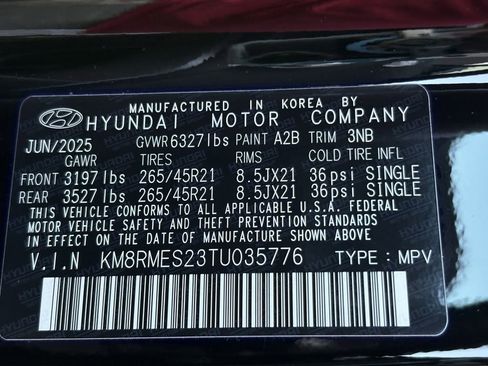 MANUFACTURED IN KOREA BY
HYUNDAI MOTOR COMPANY
JUN/2025 GVWR 6327lbs PAINT A2B TRIM 3NB
GAWR TIRES RIMS COLD TIRE INFL
FRONT 3197lbs 265/45R21 8.5JX21 36psi SINGLE
REAR 3527lbs 265/45R21 8.5JX21 36psi SINGLE
THIS VEHICLE CONFORMS TO ALL APPLICABLE U.S.A. FEDERAL
MOTOR VEHICLE SAFETY AND THEFT PREVENTION STANDARDS
IN EFFECT ON THE DATE OF MANUFACTURE SHOWN ABOVE.
V.I.N KM8RMES23TU035776 TYPE : MPV